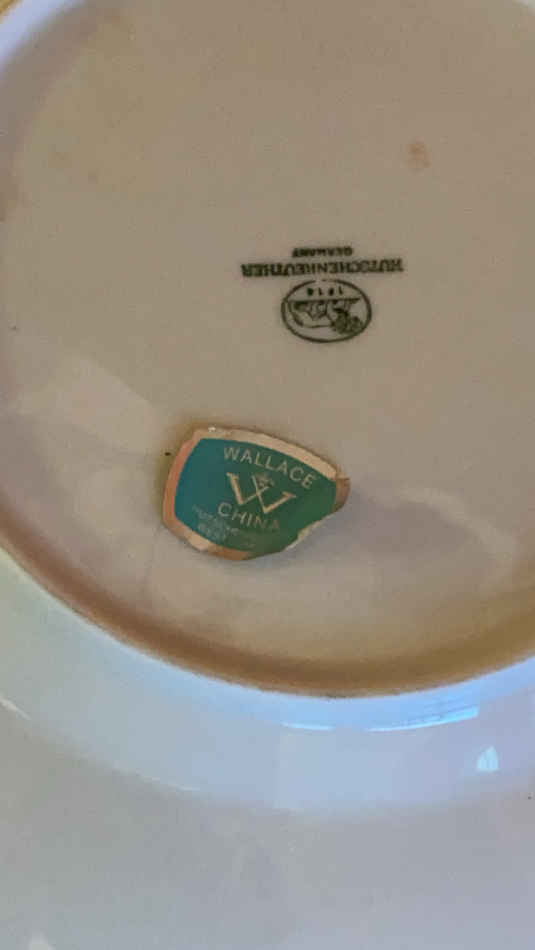 HUTSCHENREUTHER
GERMANY
1814
WALLACE
W
CHINA